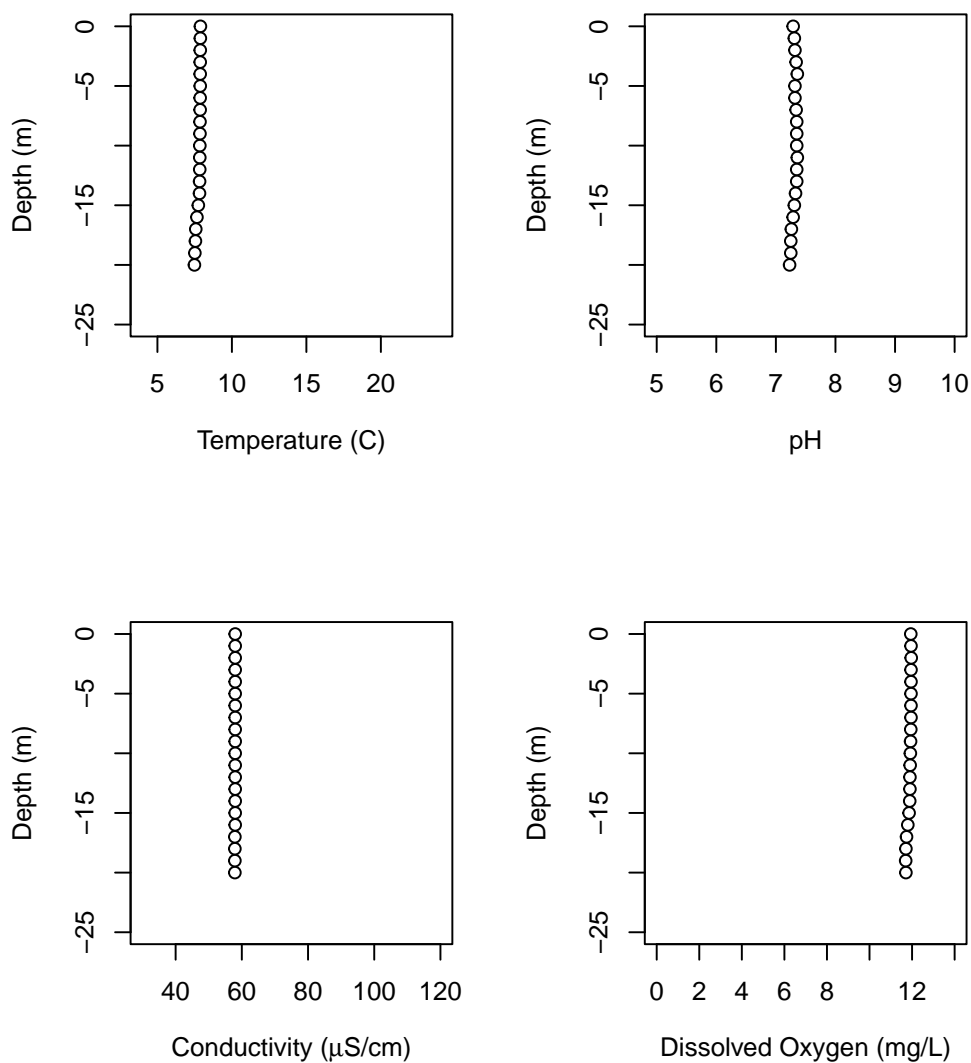 0
−5
−15
−25
Depth (m)
5 10 15 20
Temperature (C)
0
−5
−15
−25
Depth (m)
5 6 7 8 9 10
pH
0
−5
−15
−25
Depth (m)
40 60 80 100 120
Conductivity (μS/cm)
0
−5
−15
−25
Depth (m)
0 2 4 6 8 12
Dissolved Oxygen (mg/L)